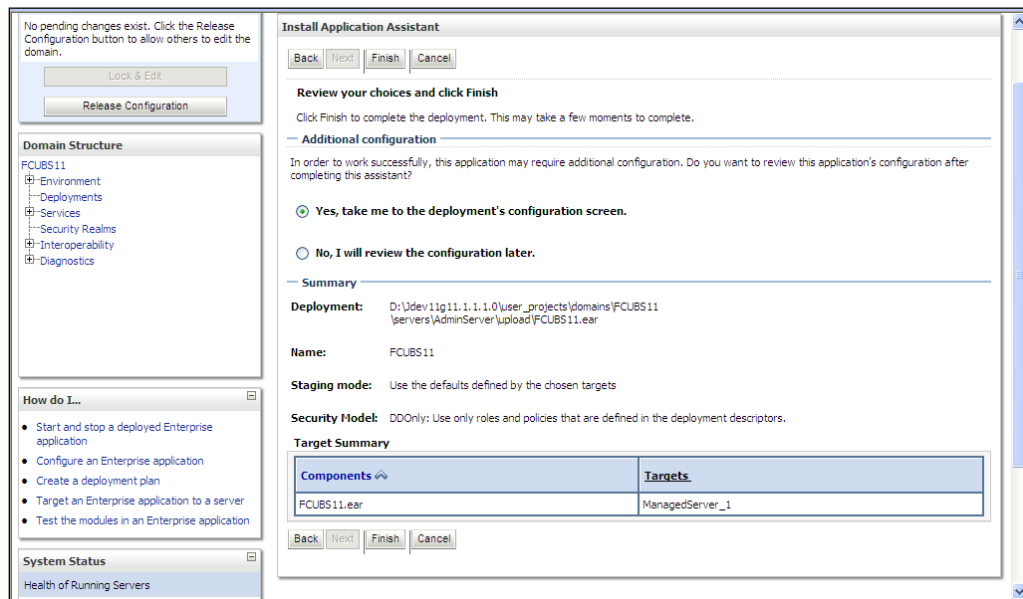 No pending changes exist. Click the Release
Configuration button to allow others to edit the
domain.
Lock & Edit
Release Configuration
Domain Structure
FCUBS11
Environment
Deployments
Services
Security Realms
Interoperability
Diagnostics
How do I...
Start and stop a deployed Enterprise
application
Configure an Enterprise application
Create a deployment plan
Target an Enterprise application to a server
Test the modules in an Enterprise application
System Status
Health of Running Servers
Install Application Assistant
Back Next Finish Cancel
Review your choices and click Finish
Click Finish to complete the deployment. This may take a few moments to complete.
Additional configuration
In order to work successfully, this application may require additional configuration. Do you want to review this application's configuration after
completing this assistant?
Yes, take me to the deployment's configuration screen.
No, I will review the configuration later.
Summary
Deployment: D:\Jdev11g11.1.1.1.0\user_projects\domains\FCUBS11
\servers\AdminServer\upload\FCUBS11.ear
Name: FCUBS11
Staging mode: Use the defaults defined by the chosen targets
Security Model: DDOnly: Use only roles and policies that are defined in the deployment descriptors.
Target Summary
Components Targets
FCUBS11.ear ManagedServer_1
Back Next Finish Cancel